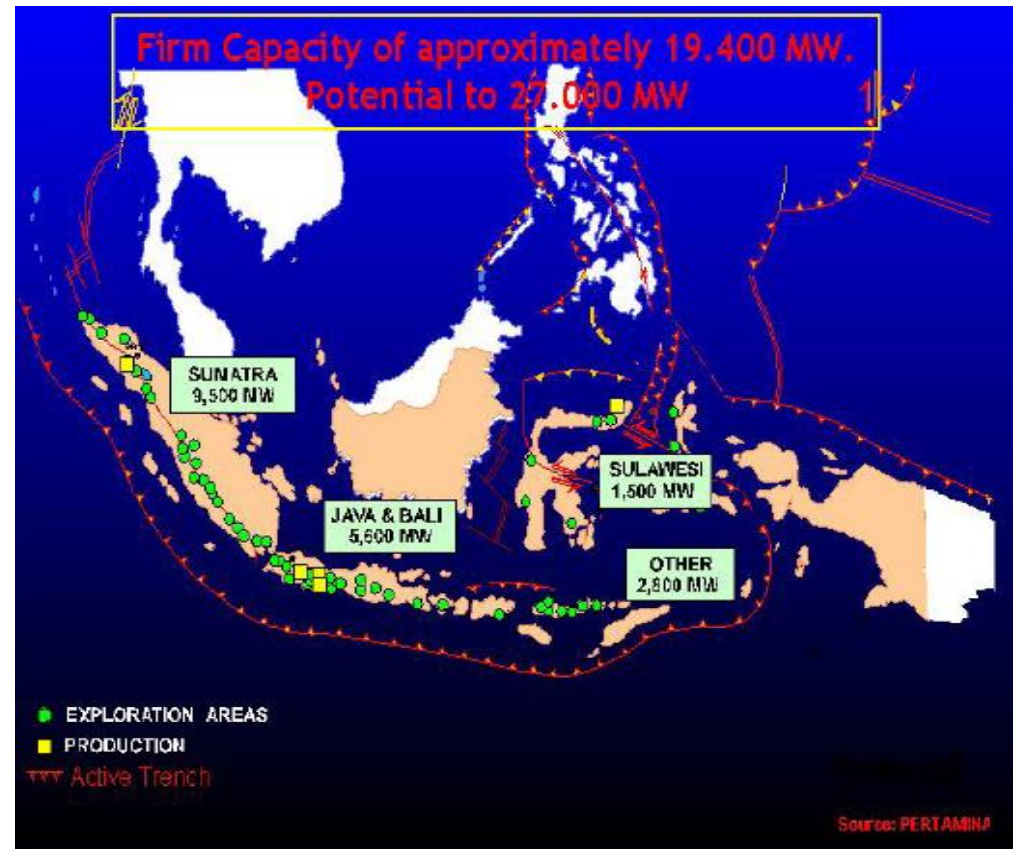 Firm Capacity of approximately 19.400 MW.
Potential to 27.000 MW 1
SUMATRA
9,500 MW
SULAWESI
1,500 MW
JAVA & BALI
5,600 MW
OTHER
2,800 MW
EXPLORATION AREAS
PRODUCTION
Active Trench
Source: PERTAMINA